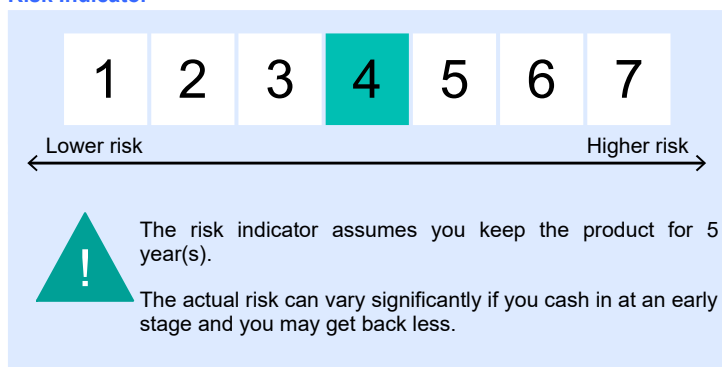 Risk Indicator
1 2 3 4 5 6 7
Lower risk Higher risk
!
The risk indicator assumes you keep the product for 5
year(s).
The actual risk can vary significantly if you cash in at an early
stage and you may get back less.